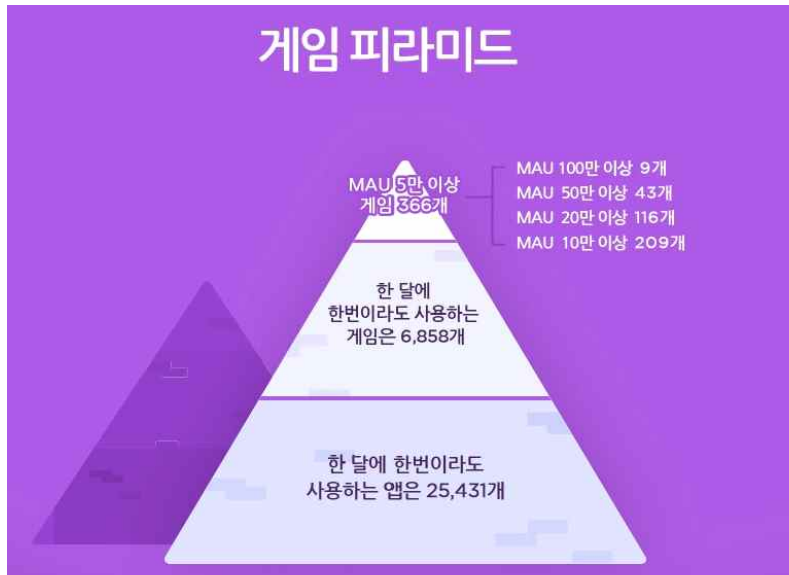 게임 피라미드
MAU 5만 이상
게임 366개
MAU 100만 이상 9개
MAU 50만 이상 43개
MAU 20만 이상 116개
MAU 10만 이상 209개
한 달에
한번이라도 사용하는
게임은 6,858개
한 달에 한번이라도
사용하는 앱은 25,431개